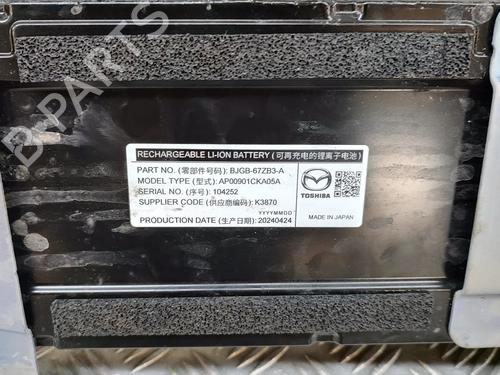 B-PARTS
RECHARGEABLE LI-ION BATTERY (可再充电的锂离子电池)
PART NO. (零部件号码): BJGB-67ZB3-A
MODEL TYPE (型式): AP00901CKA05A
SERIAL NO. (序号): 104252
SUPPLIER CODE (供应商编码): K3870
YYYYMMDD
PRODUCTION DATE (生产日期): 20240424
TOSHIBA
MADE IN JAPAN